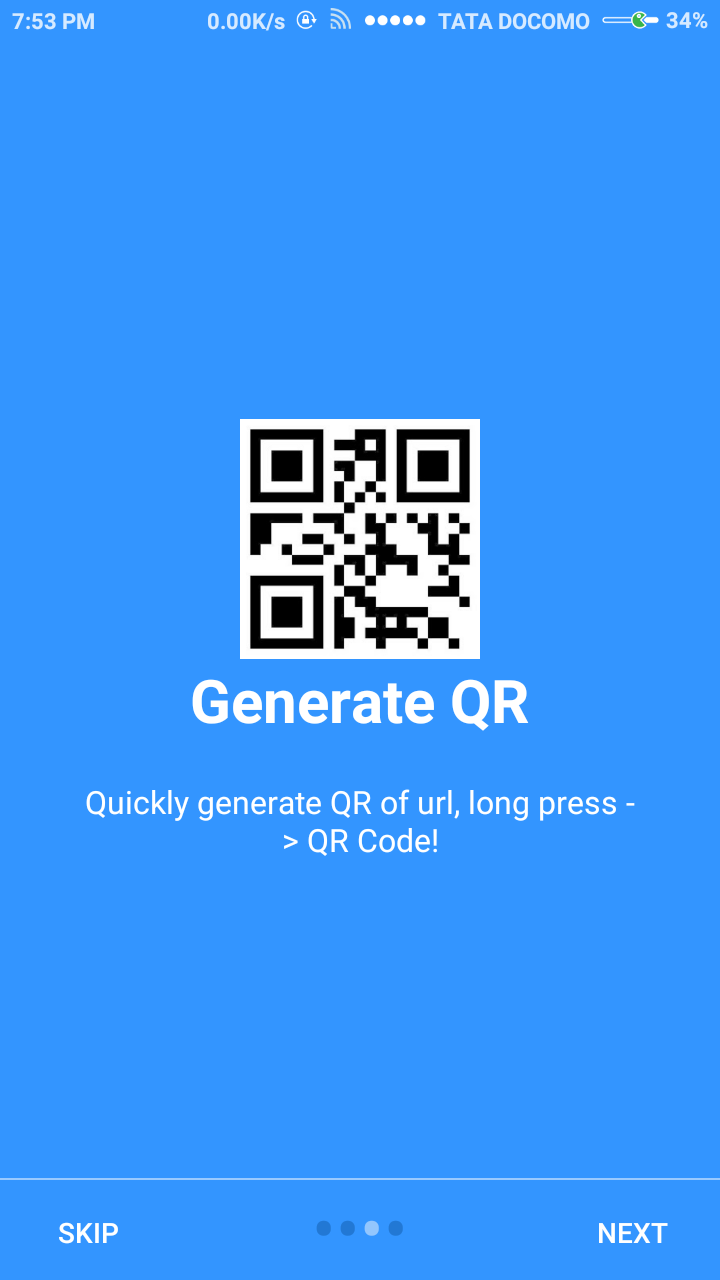 7:53 PM 0.00K/s TATA DOCOMO 34%
Generate QR
Quickly generate QR of url, long press -
> QR Code!
SKIP NEXT